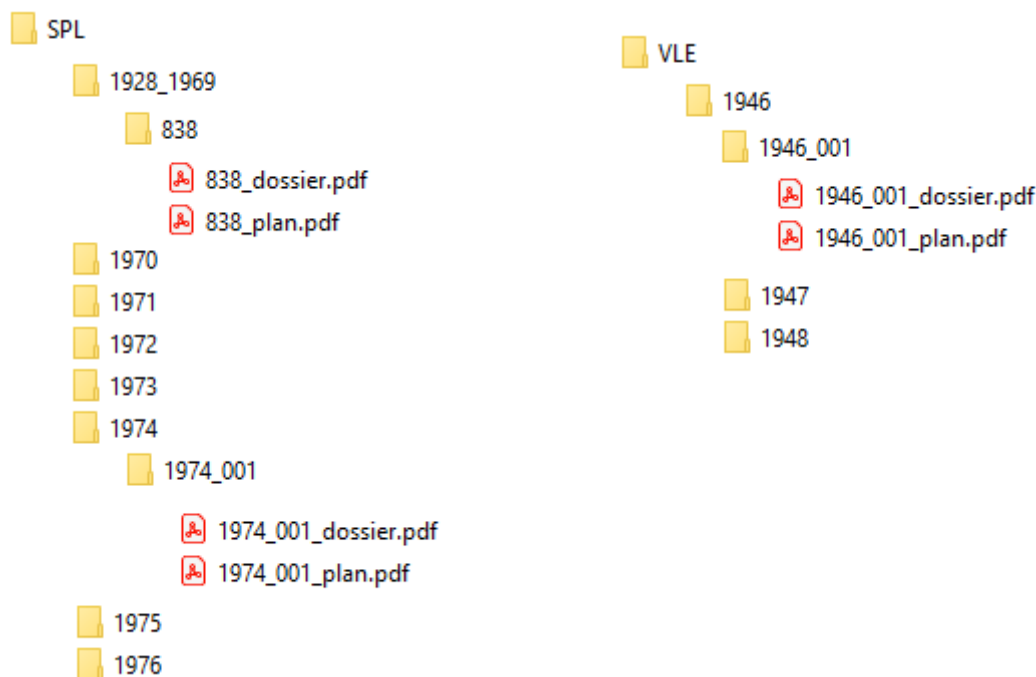 SPL
1928_1969
838
838_dossier.pdf
838_plan.pdf
1970
1971
1972
1973
1974
1974_001
1974_001_dossier.pdf
1974_001_plan.pdf
1975
1976
VLE
1946
1946_001
1946_001_dossier.pdf
1946_001_plan.pdf
1947
1948